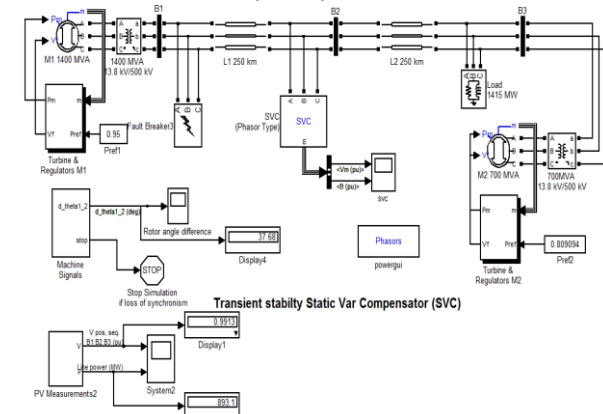 B1
B2
B3
Pm
m
A
a
B
b
C
c
Vf
M1 1400 MVA
1400 MVA
13.8 kV/500 kV
L1 250 km
L2 250 km
A B C
Fault Breaker3
A B C
SVC
(Phasor Type)
SVC
E
<Vm (pu)>
<B (pu)>
svc
A B C
Load
1415 MW
Pm
m
Vf
Pref
0.95
Pref1
Turbine &
Regulators M1
Pm
m
A
a
B
b
C
c
Vf
M2 700 MVA
700MVA
13.8 kV/500 kV
Pm
m
Vf
Pref
0.809094
Pref2
Turbine &
Regulators M2
d_theta1_2
d_theta1_2 (deg)
stop
Machine
Signals
Rotor angle difference
37.68
Display4
STOP
Stop Simulation
if loss of synchronism
Phasors
powergui
Transient stabilty Static Var Compensator (SVC)
V pos. seq.
B1 B2 B3 (pu)
V
Line power (MW)
PV Measurements2
System2
0.9913
Display1
893.1